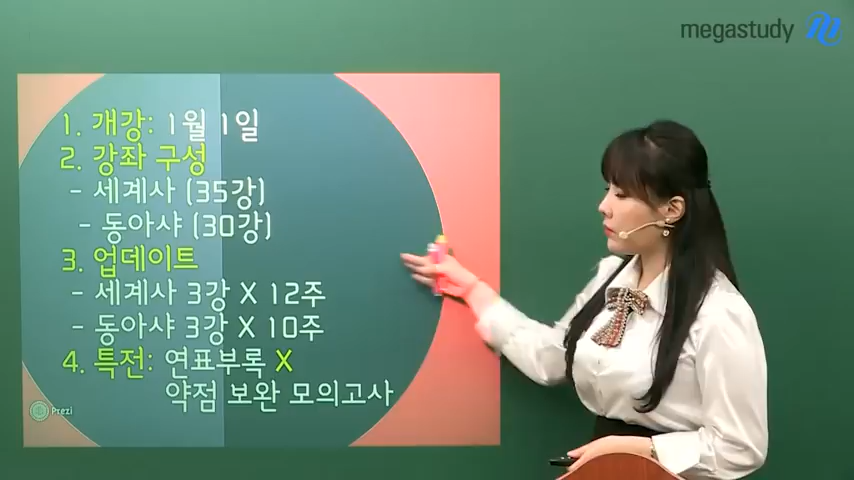 megastudy
1. 개강: 1월 1일
2. 강좌 구성
- 세계사 (35강)
- 동아샤 (30강)
3. 업데이트
- 세계사 3강 X 12주
- 동아샤 3강 X 10주
4. 특전: 연표부록 X
약점 보완 모의고사
Prezi